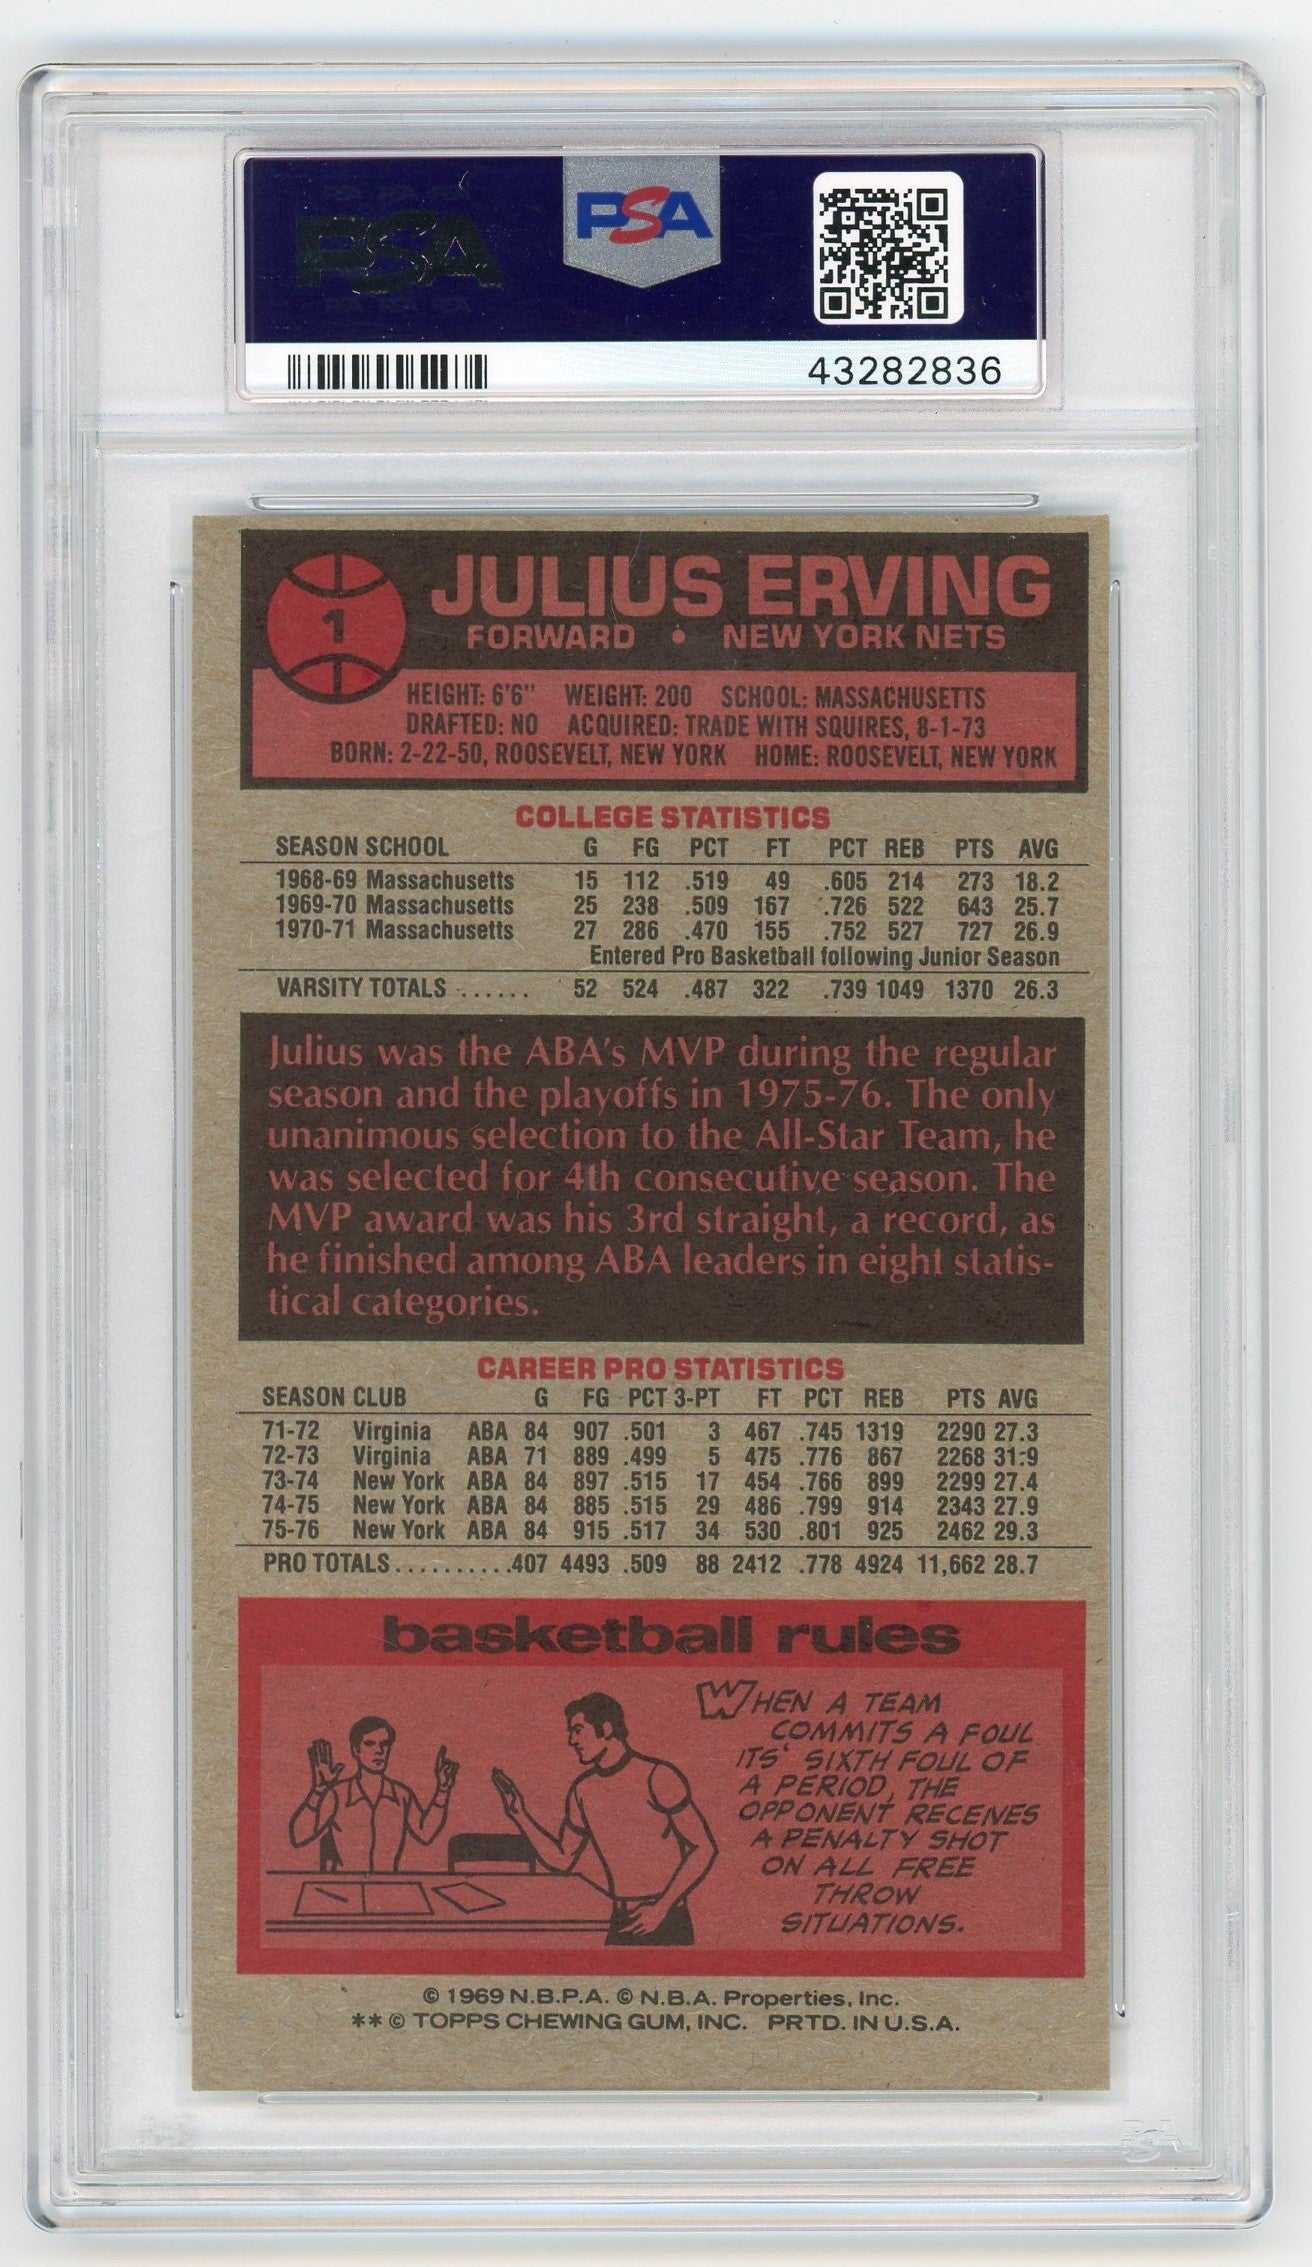 PSA
PSA
43282836
1
JULIUS ERVING
FORWARD • NEW YORK NETS
HEIGHT: 6'6" WEIGHT: 200 SCHOOL: MASSACHUSETTS
DRAFTED: NO ACQUIRED: TRADE WITH SQUIRES, 8-1-73
BORN: 2-22-50, ROOSEVELT, NEW YORK HOME: ROOSEVELT, NEW YORK
COLLEGE STATISTICS
SEASON SCHOOL G FG PCT FT PCT REB PTS AVG
1968-69 Massachusetts 15 112 .519 49 .605 214 273 18.2
1969-70 Massachusetts 25 238 .509 167 .726 522 643 25.7
1970-71 Massachusetts 27 286 .470 155 .752 527 727 26.9
Entered Pro Basketball following Junior Season
VARSITY TOTALS ...... 52 524 .487 322 .739 1049 1370 26.3
Julius was the ABA's MVP during the regular
season and the playoffs in 1975-76. The only
unanimous selection to the All-Star Team, he
was selected for 4th consecutive season. The
MVP award was his 3rd straight, a record, as
he finished among ABA leaders in eight statis-
tical categories.
CAREER PRO STATISTICS
SEASON CLUB G FG PCT 3-PT FT PCT REB PTS AVG
71-72 Virginia ABA 84 907 .501 3 467 .745 1319 2290 27.3
72-73 Virginia ABA 71 889 .499 5 475 .776 867 2268 31.9
73-74 New York ABA 84 897 .515 17 454 .766 899 2299 27.4
74-75 New York ABA 84 885 .515 29 486 .799 914 2343 27.9
75-76 New York ABA 84 915 .517 34 530 .801 925 2462 29.3
PRO TOTALS..........407 4493 .509 88 2412 .778 4924 11,662 28.7
basketball rules
WHEN A TEAM
COMMITS A FOUL
ITS' SIXTH FOUL OF
A PERIOD, THE
OPPONENT RECEIVES
A PENALTY SHOT
ON ALL FREE
THROW
SITUATIONS.
© 1969 N.B.P.A. © N.B.A. Properties, Inc.
** © TOPPS CHEWING GUM, INC. PRTD. IN U.S.A.
PSA